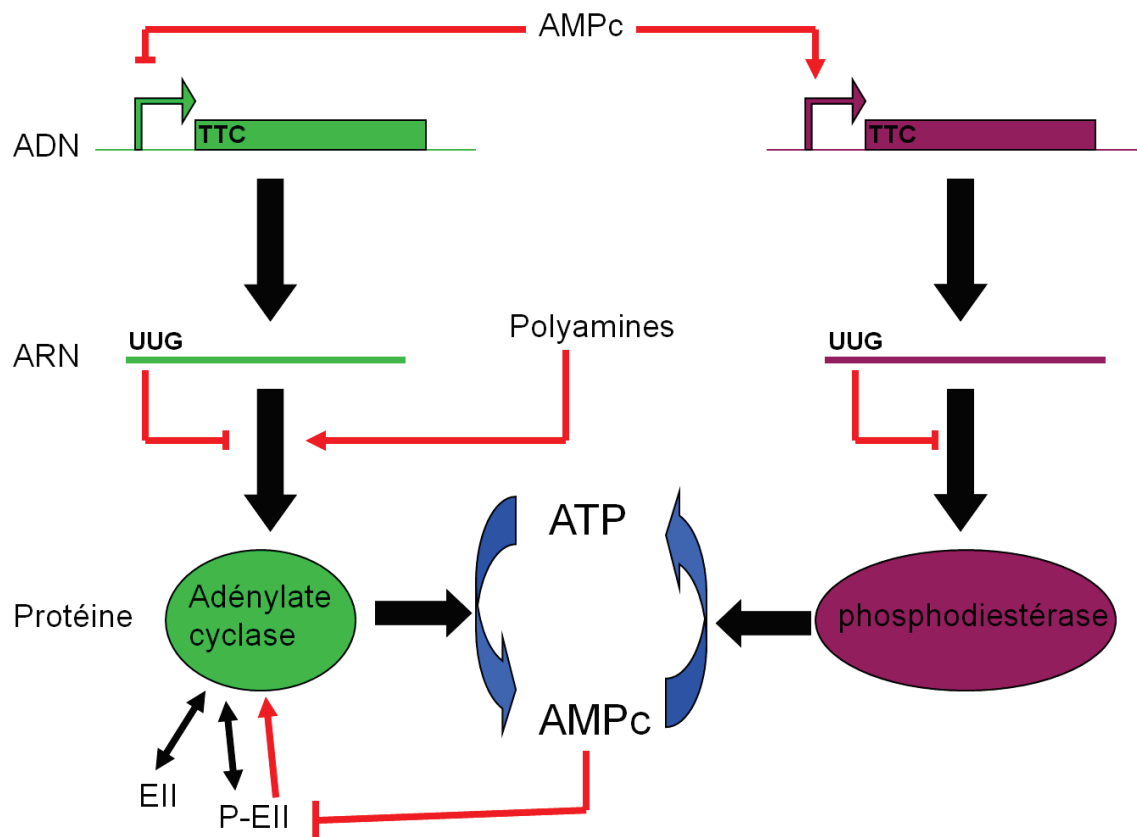 AMPc
ADN
TTC
TTC
ARN
UUG
Polyamines
UUG
ATP
Protéine
Adénylate
cyclase
phosphodiestérase
AMPc
EII
P-EII